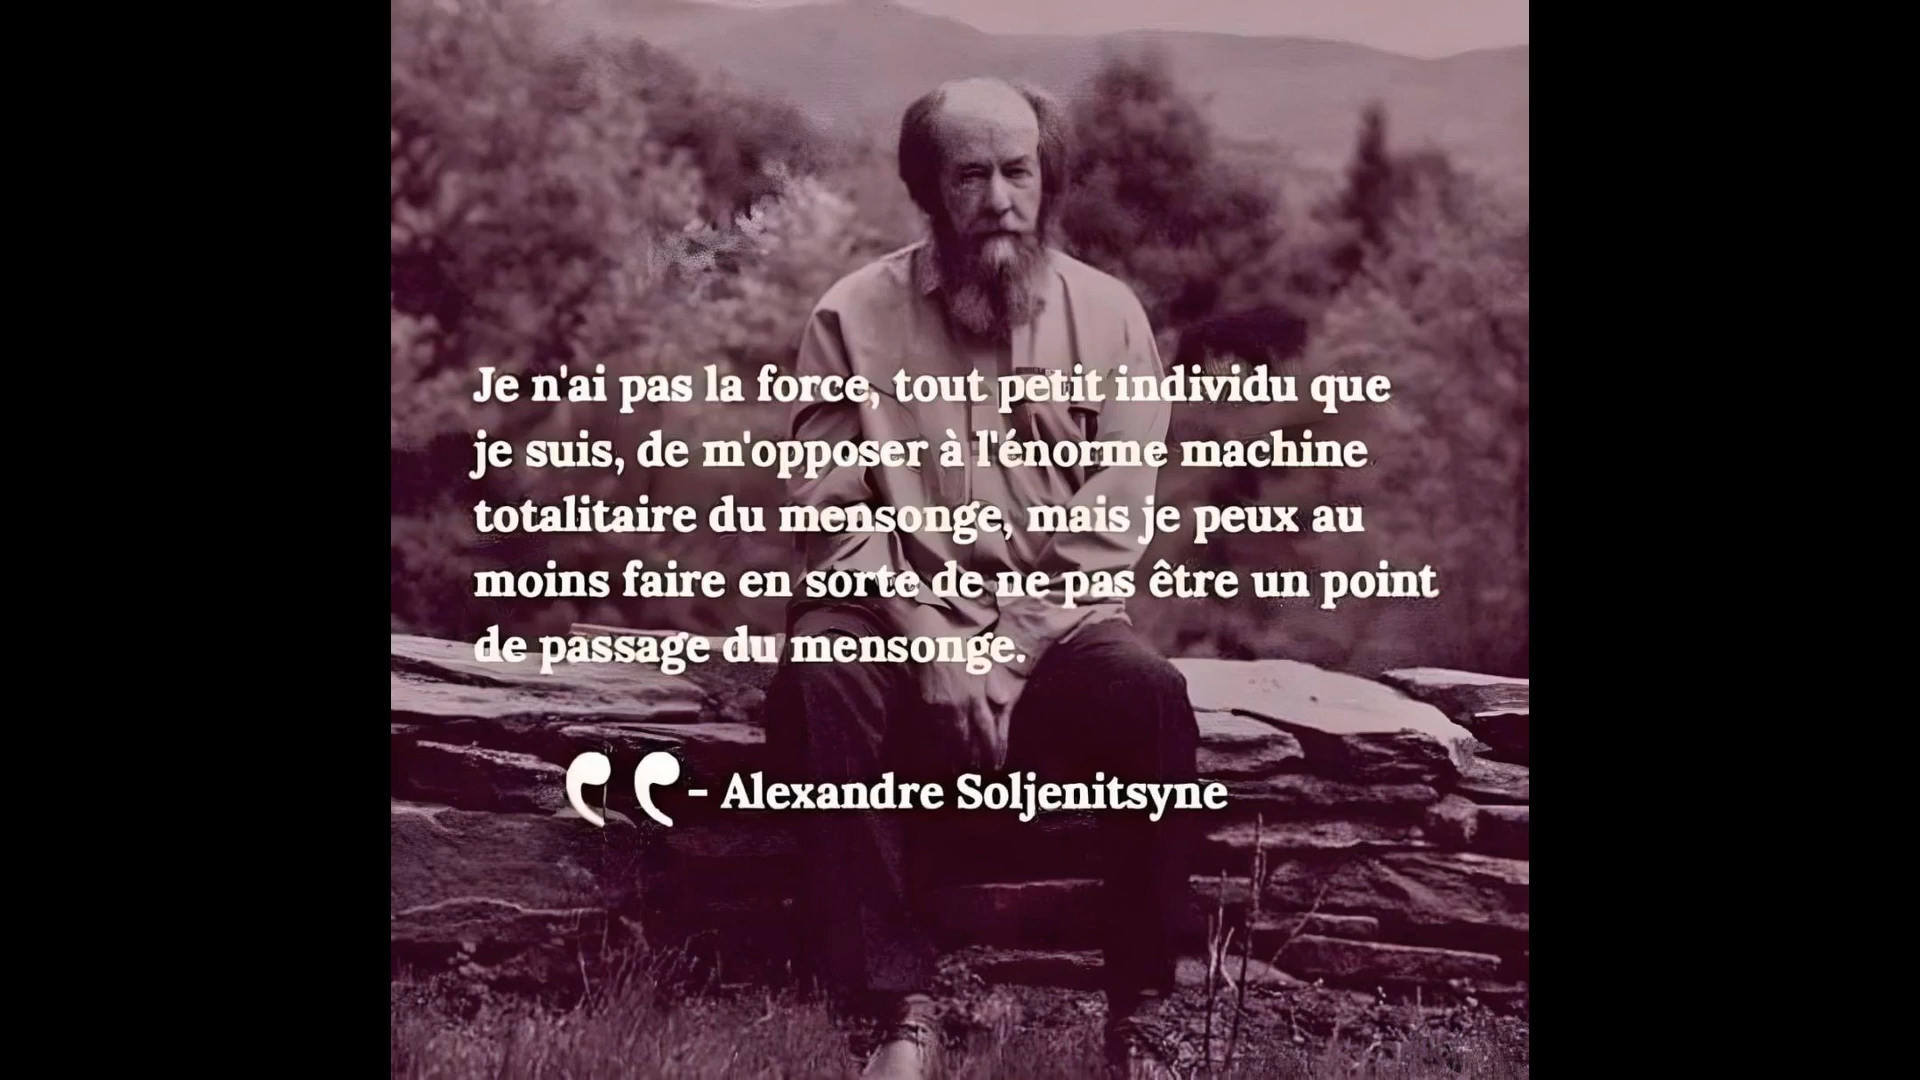 Je n'ai pas la force, tout petit individu que
je suis, de m'opposer à l'énorme machine
totalitaire du mensonge, mais je peux au
moins faire en sorte de ne pas être un point
de passage du mensonge.
“ - Alexandre Soljenitsyne